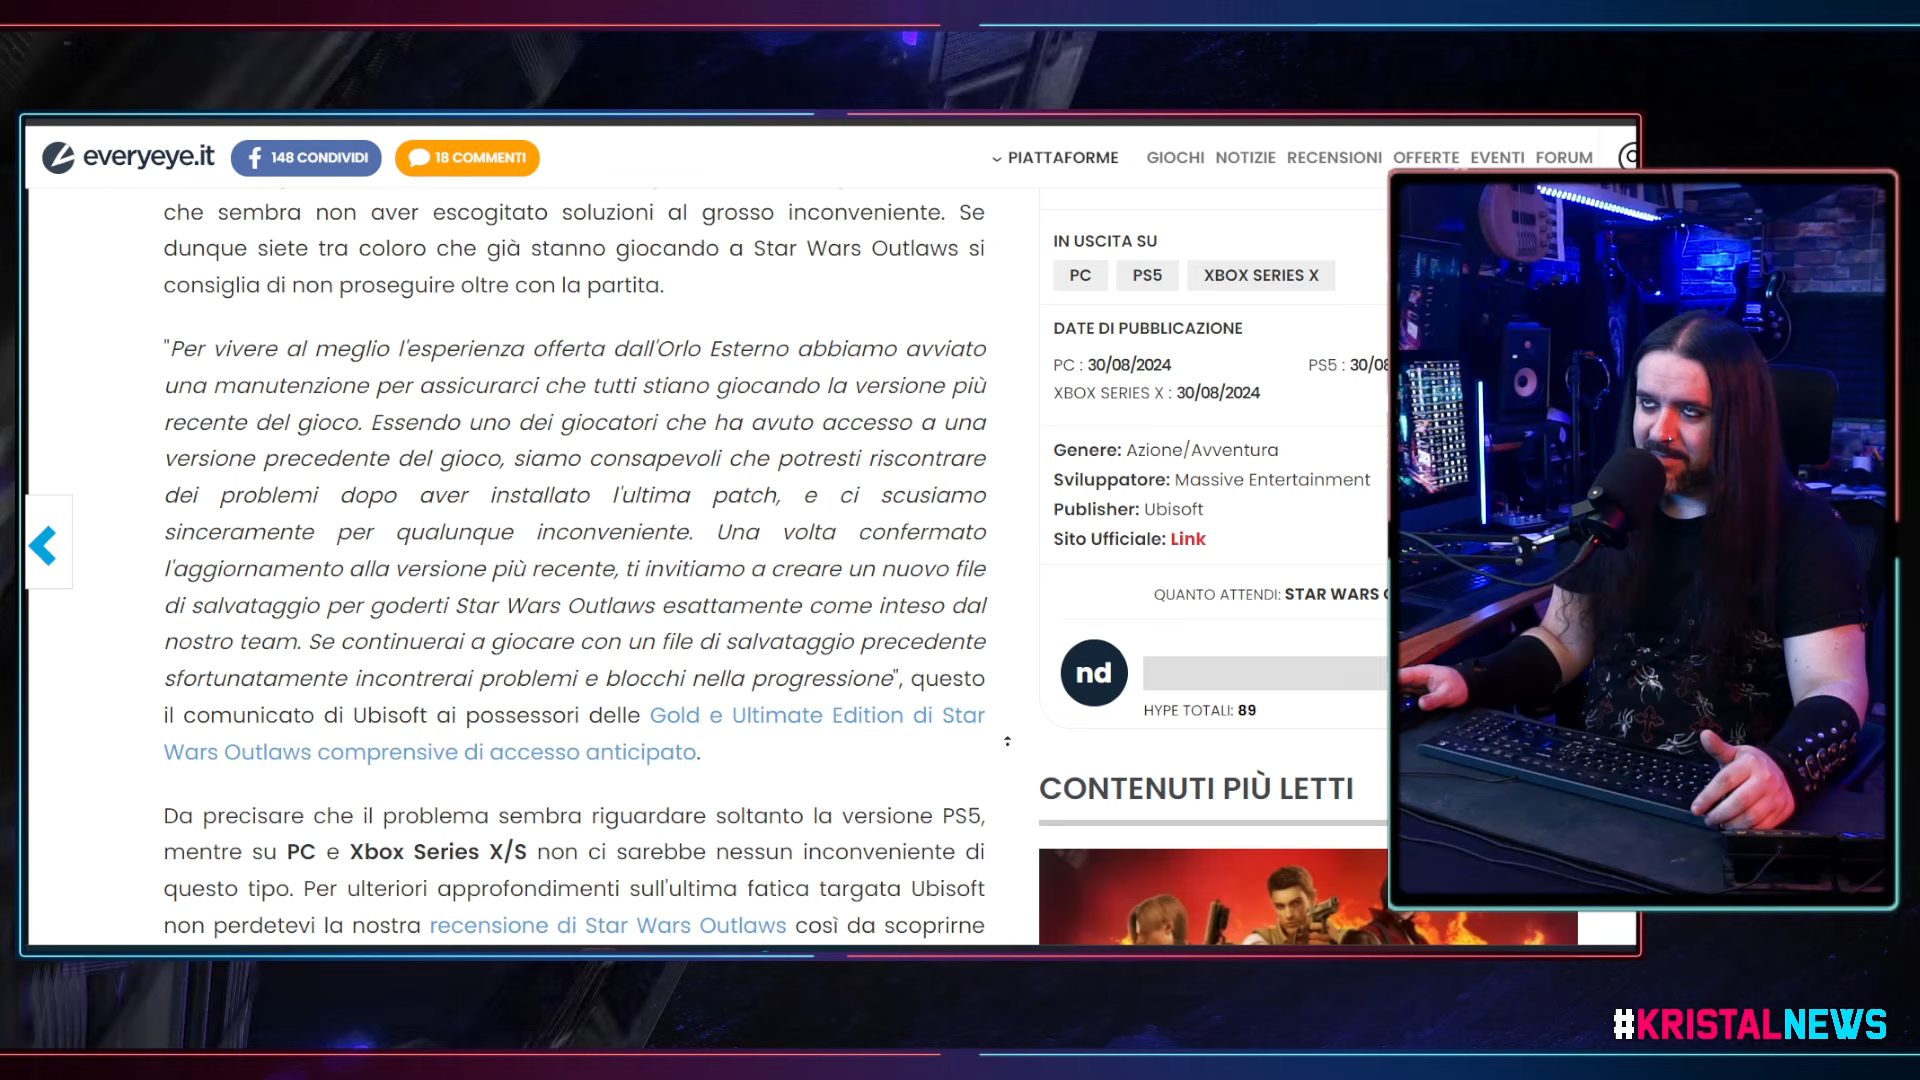 everyeye.it
148 CONDIVIDI
18 COMMENTI
PIATTAFORME
GIOCHI NOTIZIE RECENSIONI OFFERTE EVENTI FORUM
che sembra non aver escogitato soluzioni al grosso inconveniente. Se
dunque siete tra coloro che già stanno giocando a Star Wars Outlaws si
consiglia di non proseguire oltre con la partita.
"Per vivere al meglio l'esperienza offerta dall'Orlo Esterno abbiamo avviato
una manutenzione per assicurarci che tutti stiano giocando la versione più
recente del gioco. Essendo uno dei giocatori che ha avuto accesso a una
versione precedente del gioco, siamo consapevoli che potresti riscontrare
dei problemi dopo aver installato l'ultima patch, e ci scusiamo
sinceramente per qualunque inconveniente. Una volta confermato
l'aggiornamento alla versione più recente, ti invitiamo a creare un nuovo file
di salvataggio per goderti Star Wars Outlaws esattamente come inteso dal
nostro team. Se continuerai a giocare con un file di salvataggio precedente
sfortunatamente incontrerai problemi e blocchi nella progressione", questo
il comunicato di Ubisoft ai possessori delle Gold e Ultimate Edition di Star
Wars Outlaws comprensive di accesso anticipato.
Da precisare che il problema sembra riguardare soltanto la versione PS5,
mentre su PC e Xbox Series X/S non ci sarebbe nessun inconveniente di
questo tipo. Per ulteriori approfondimenti sull'ultima fatica targata Ubisoft
non perdetevi la nostra recensione di Star Wars Outlaws così da scoprirne
IN USCITA SU
PC PS5 XBOX SERIES X
DATE DI PUBBLICAZIONE
PC : 30/08/2024 PS5 : 30/08
XBOX SERIES X : 30/08/2024
Genere: Azione/Avventura
Sviluppatore: Massive Entertainment
Publisher: Ubisoft
Sito Ufficiale: Link
QUANTO ATTENDI: STAR WARS
nd
HYPE TOTALI: 89
CONTENUTI PIÙ LETTI
#KRISTALNEWS